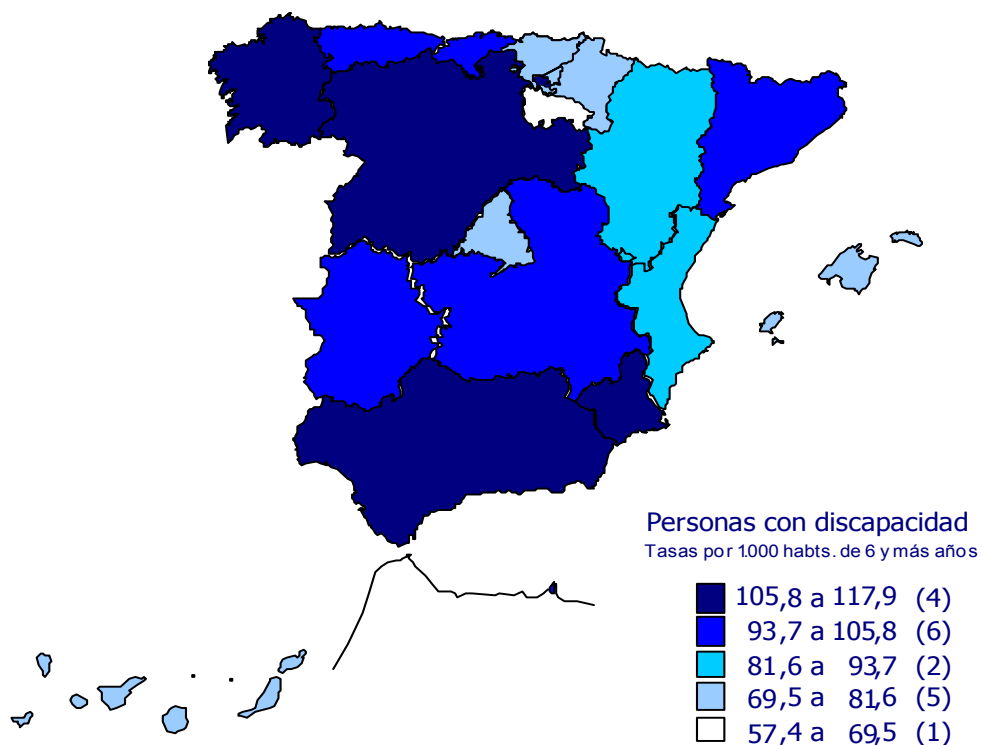 Personas con discapacidad
Tasas por 1.000 habts. de 6 y más años
105,8 a 117,9 (4)
93,7 a 105,8 (6)
81,6 a 93,7 (2)
69,5 a 81,6 (5)
57,4 a 69,5 (1)